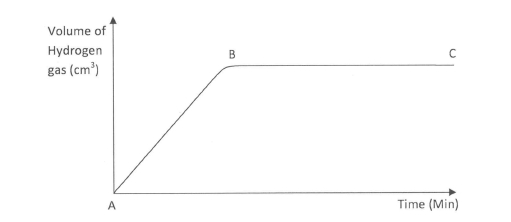 Volume of
Hydrogen
gas (cm³)
B
C
A
Time (Min)